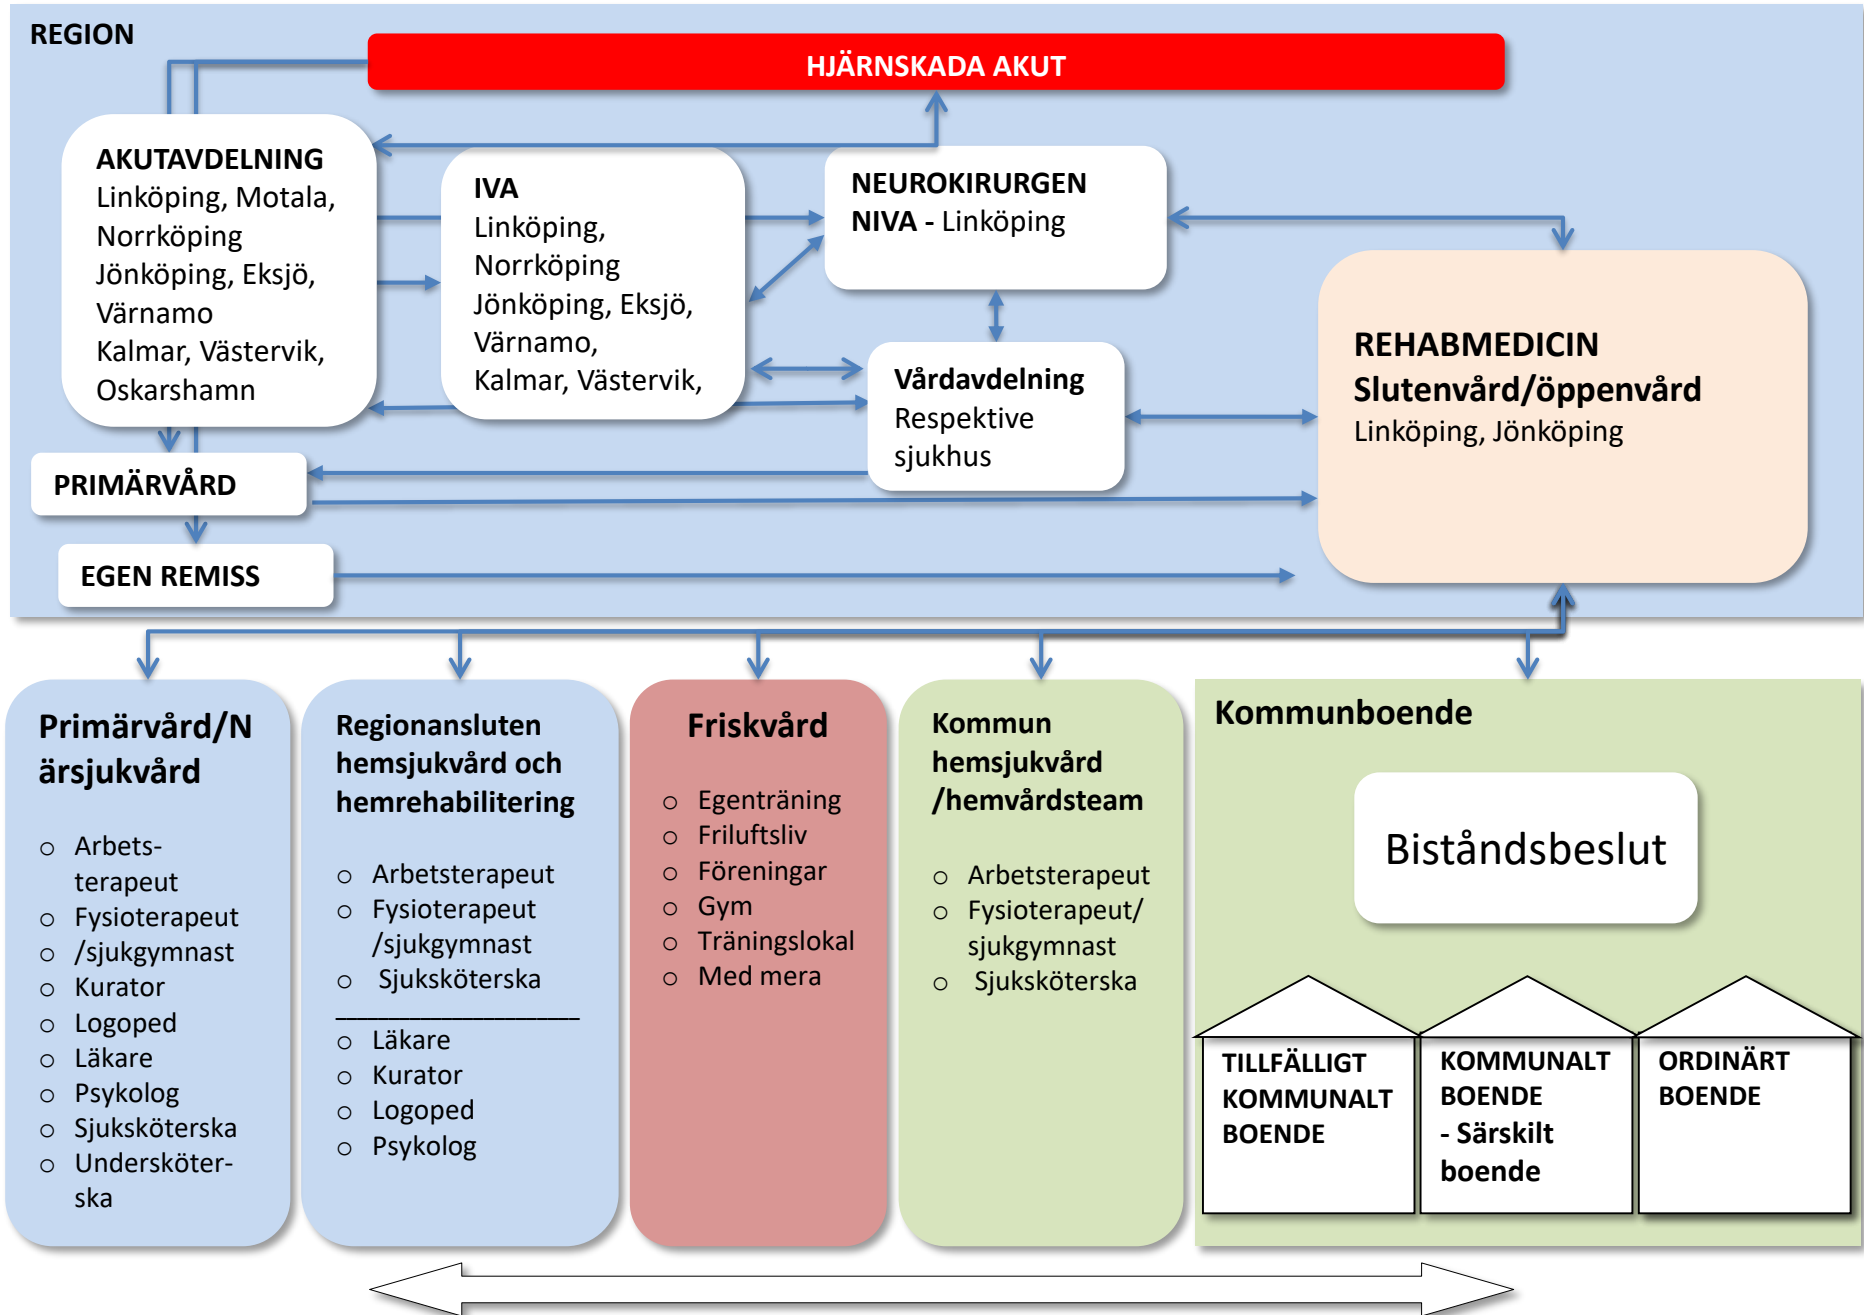 REGION
HJÄRNSKADA AKUT
AKUTAVDELNING
Linköping, Motala,
Norrköping
Jönköping, Eksjö,
Värnamo
Kalmar, Västervik,
Oskarshamn
IVA
Linköping,
Norrköping
Jönköping, Eksjö,
Värnamo,
Kalmar, Västervik,
NEUROKIRURGEN
NIVA - Linköping
Vårdavdelning
Respektive
sjukhus
REHABMEDICIN
Slutenvård/öppenvård
Linköping, Jönköping
PRIMÄRVÅRD
EGEN REMISS
Primärvård/N
ärsjukvård
o Arbets-
terapeut
o Fysioterapeut
o /sjukgymnast
o Kurator
o Logoped
o Läkare
o Psykolog
o Sjuksköterska
o Undersköter-
ska
Regionansluten
hemsjukvård och
hemrehabilitering
o Arbetsterapeut
o Fysioterapeut
/sjukgymnast
o Sjuksköterska
o Läkare
o Kurator
o Logoped
o Psykolog
Friskvård
o Egenträning
o Friluftsliv
o Föreningar
o Gym
o Träningslokal
o Med mera
Kommun
hemsjukvård
/hemvårdsteam
o Arbetsterapeut
o Fysioterapeut/
sjukgymnast
o Sjuksköterska
Kommunboende
Biståndsbeslut
TILLFÄLLIGT
KOMMUNALT
BOENDE
KOMMUNALT
BOENDE
- Särskilt
boende
ORDINÄRT
BOENDE